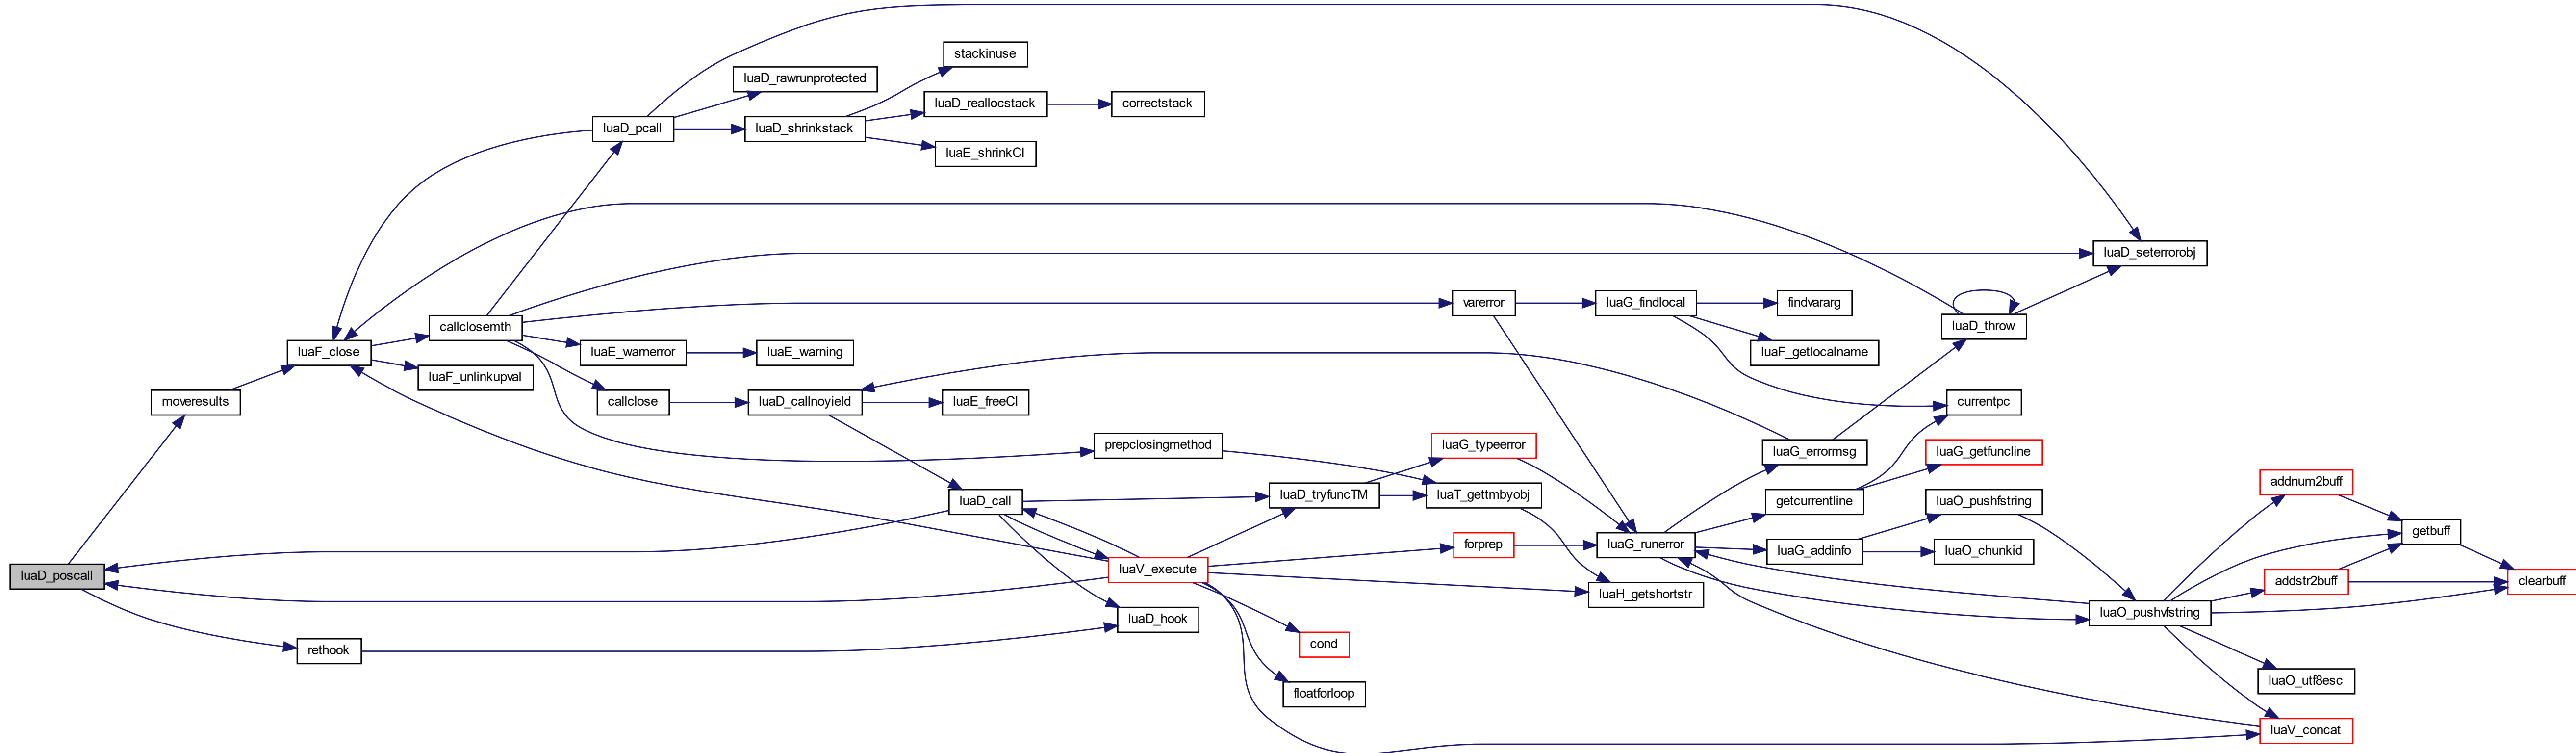 stackinuse
luaD_rawrunprotected
luaD_reallocstack
correctstack
luaD_pcall
luaD_shrinkstack
luaE_shrinkCI
luaD_seterrorobj
varerror
luaG_findlocal
findvararg
callclosemth
luaD_throw
luaF_close
luaE_warnerror
luaE_warning
luaF_getlocalname
luaF_unlinkupval
moveresults
callclose
luaD_callnoyield
luaE_freeCI
currentpc
prepclosingmethod
luaG_typeerror
luaG_errormsg
luaG_getfuncline
addnum2buff
luaD_call
luaD_tryfuncTM
luaT_gettmbyobj
getcurrentline
luaO_pushfstring
getbuff
forprep
luaG_runerror
luaG_addinfo
luaO_chunkid
luaD_poscall
luaV_execute
addstr2buff
clearbuff
luaH_getshortstr
luaD_hook
luaO_pushvfstring
rethook
cond
luaO_utf8esc
floatforloop
luaV_concat